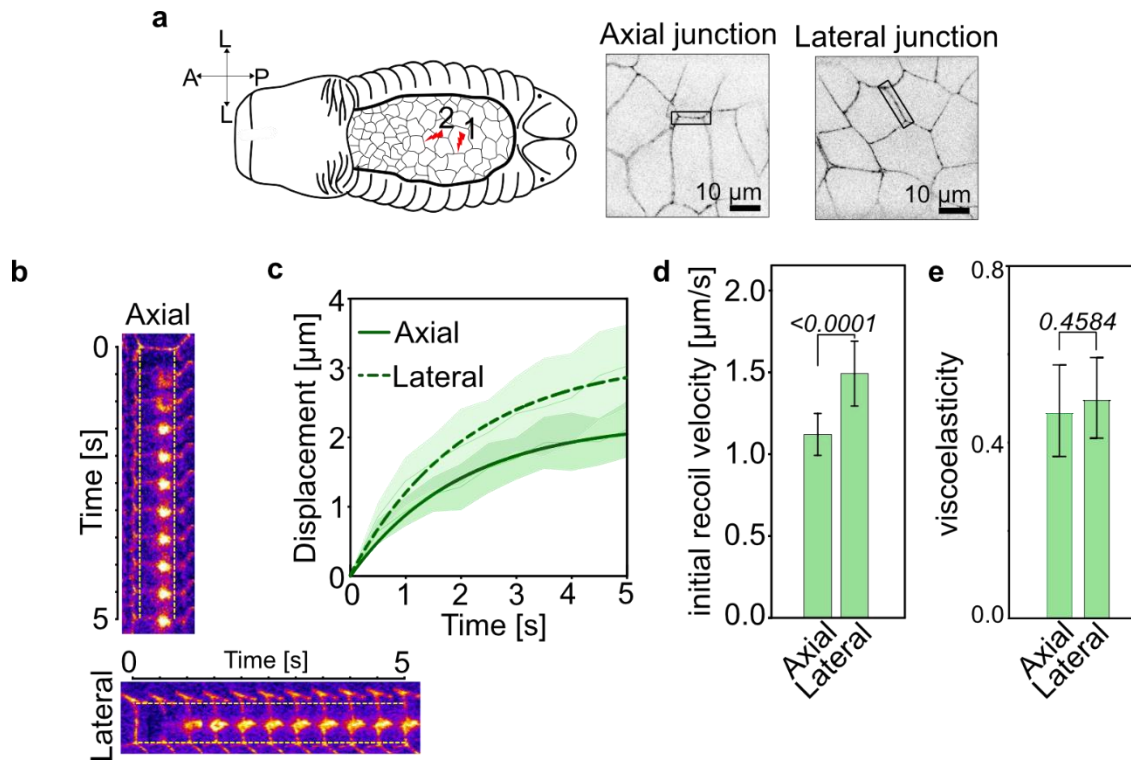 a
L
A P
L
2 1
Axial junction
10 µm
Lateral junction
10 µm
b
Axial
0
Time [s]
5
Lateral
0 Time [s] 5
c
4
3
2
1
0
Displacement [µm]
Axial
Lateral
0 1 2 3 4 5
Time [s]
d
initial recoil velocity [µm/s]
2.0
1.5
1.0
0.5
0.0
<0.0001
Axial
Lateral
e
viscoelasticity
0.8
0.4
0.0
0.4584
Axial
Lateral